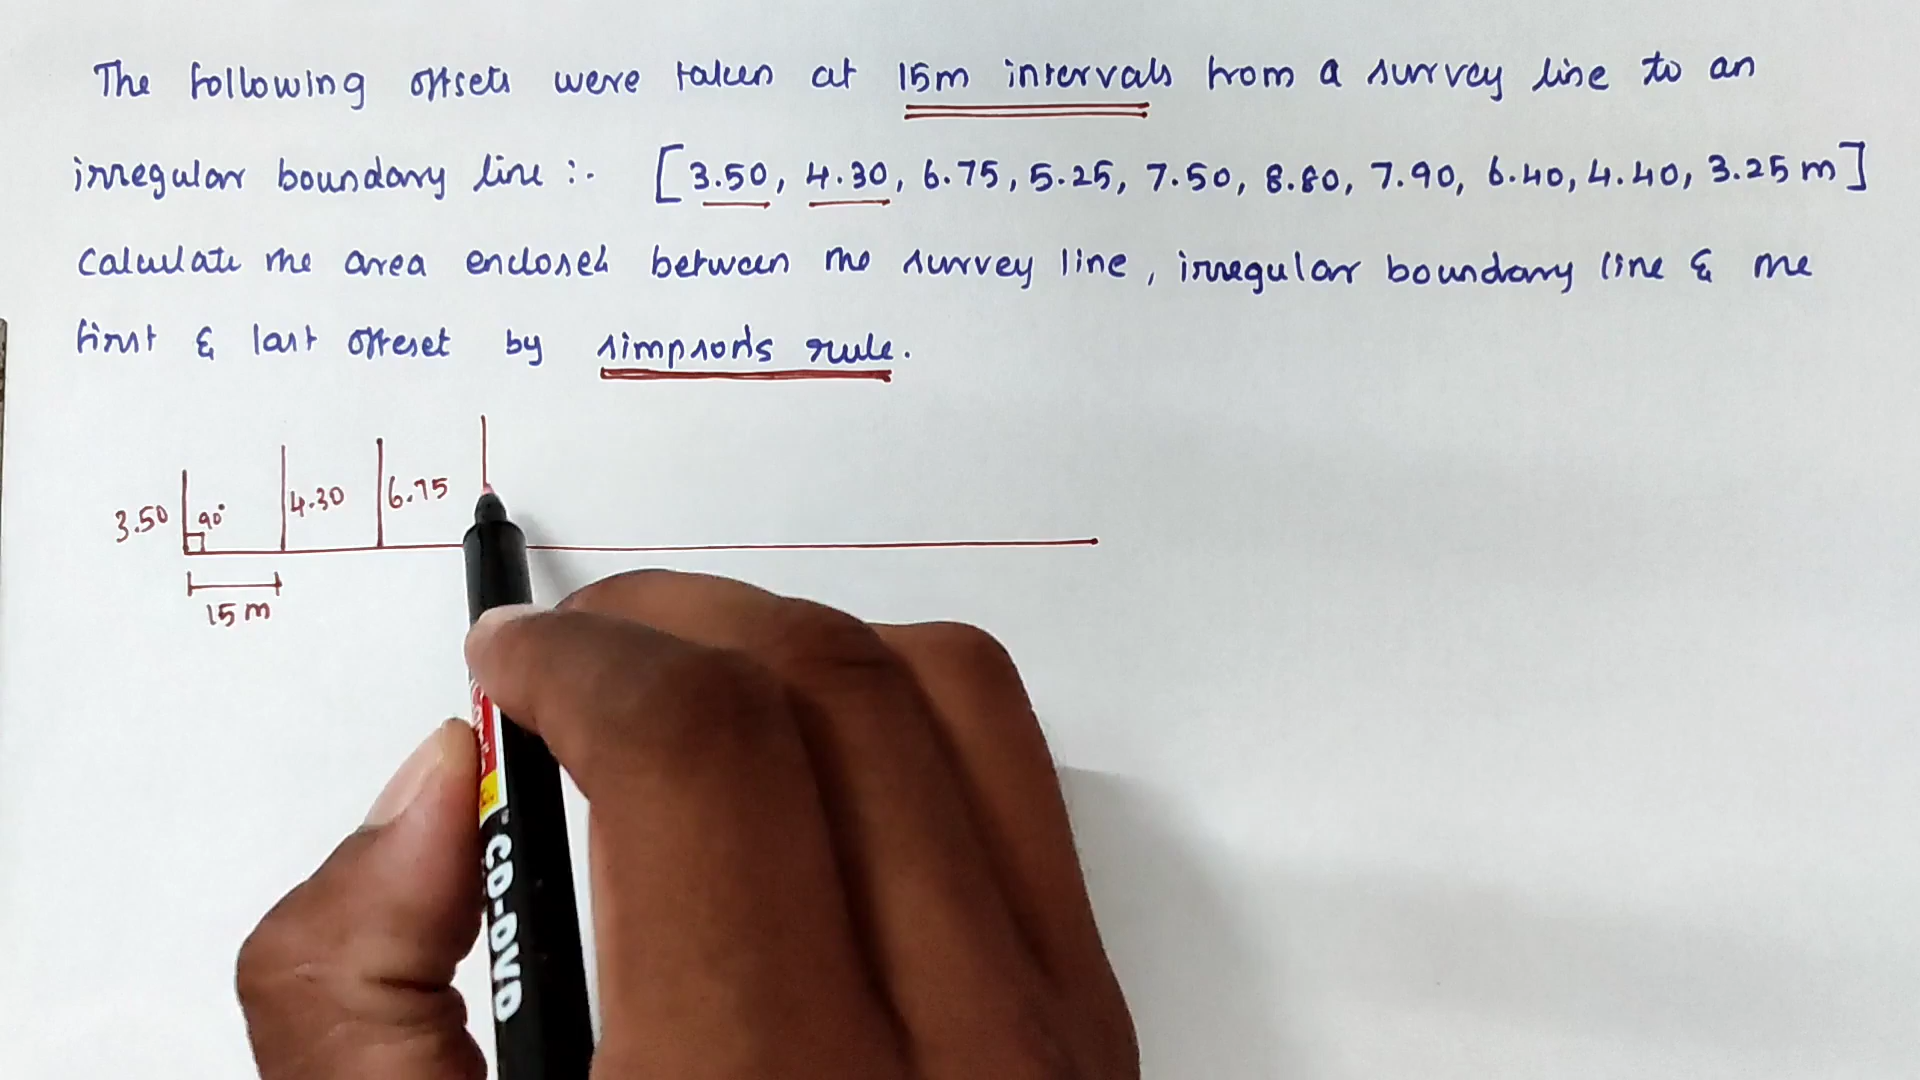 The following offsets were taken at 15m intervals from a survey line to an
irregular boundary line :- [3.50, 4.30, 6.75, 5.25, 7.50, 8.80, 7.90, 6.40, 4.40, 3.25 m]
Calculate the area enclosed between the survey line, irregular boundary line & the
first & last offeset by simpson's rule.
3.50 90° 4.30 6.75
15 m
CD-DVD